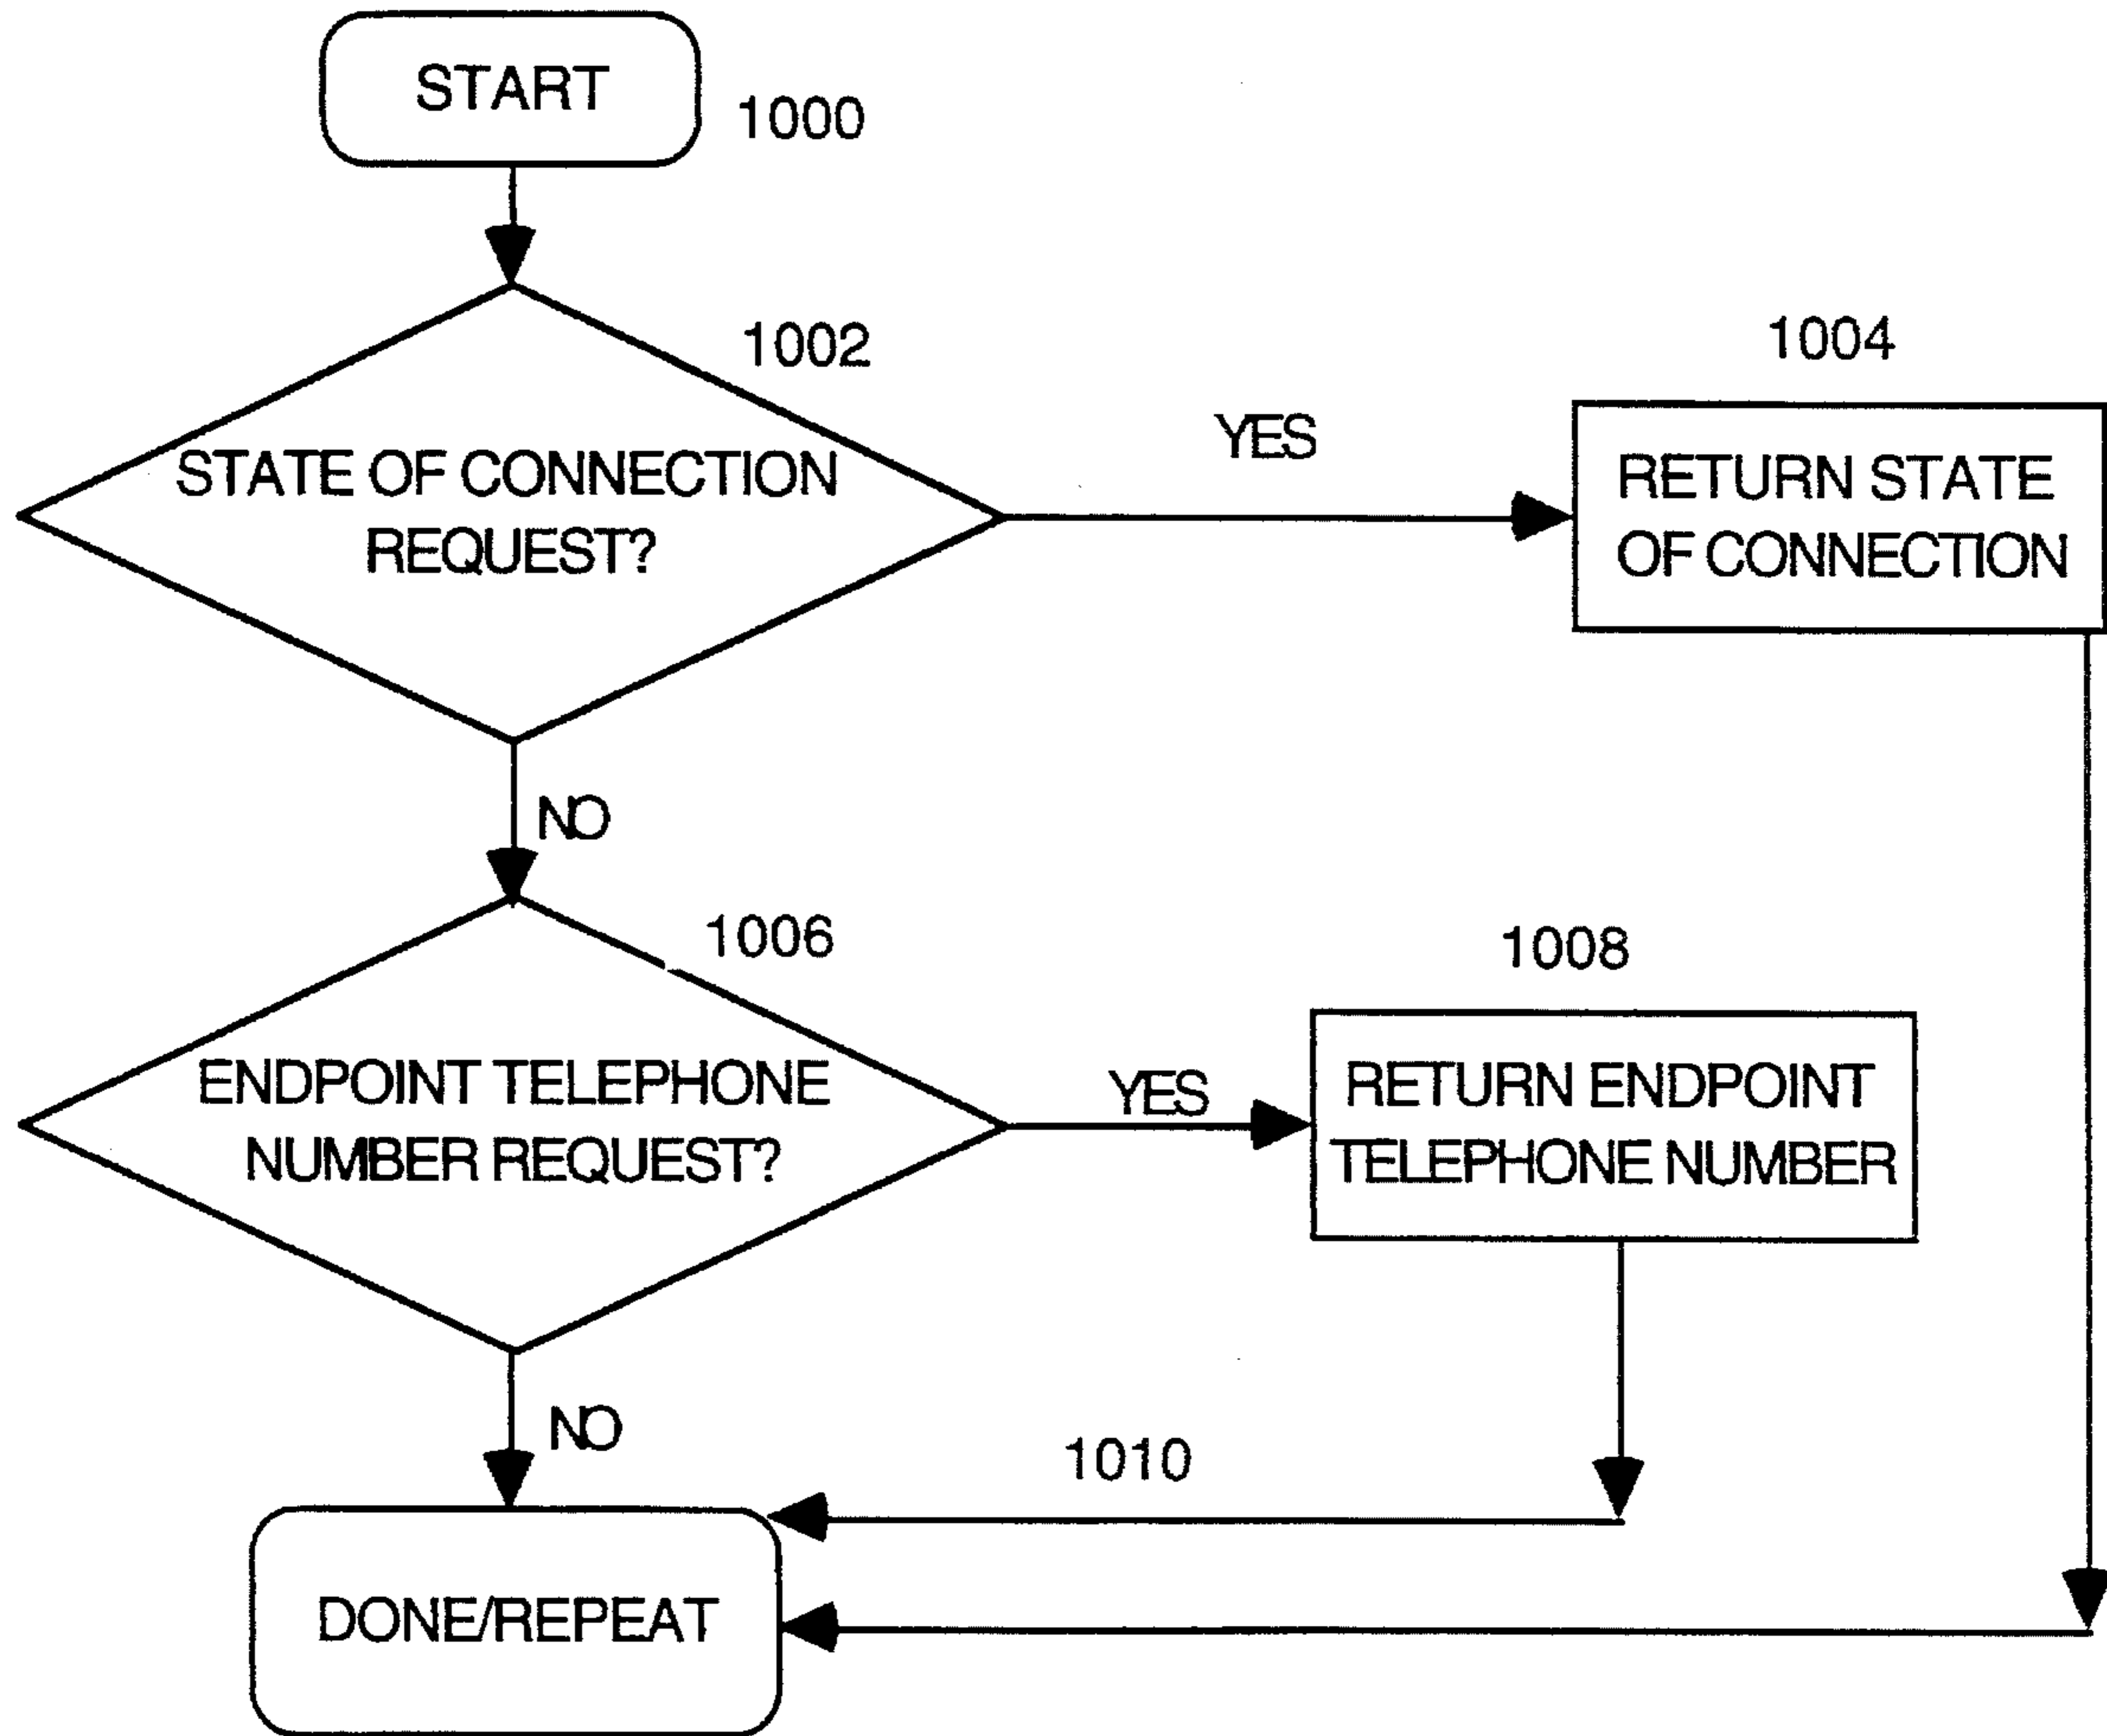 START
1000
1002
STATE OF CONNECTION
REQUEST?
YES
1004
RETURN STATE
OF CONNECTION
NO
1006
ENDPOINT TELEPHONE
NUMBER REQUEST?
YES
1008
RETURN ENDPOINT
TELEPHONE NUMBER
NO
1010
DONE/REPEAT